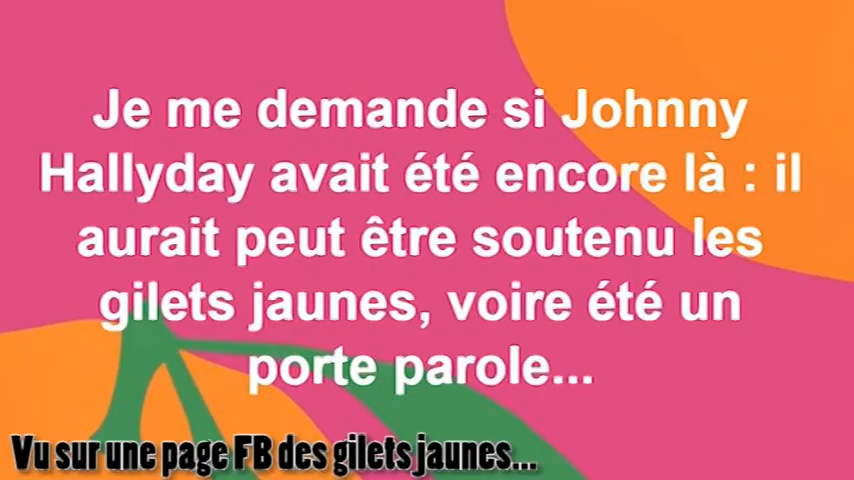 Je me demande si Johnny
Hallyday avait été encore là : il
aurait peut être soutenu les
gilets jaunes, voire été un
porte parole...
Vu sur une page FB des gilets jaunes...